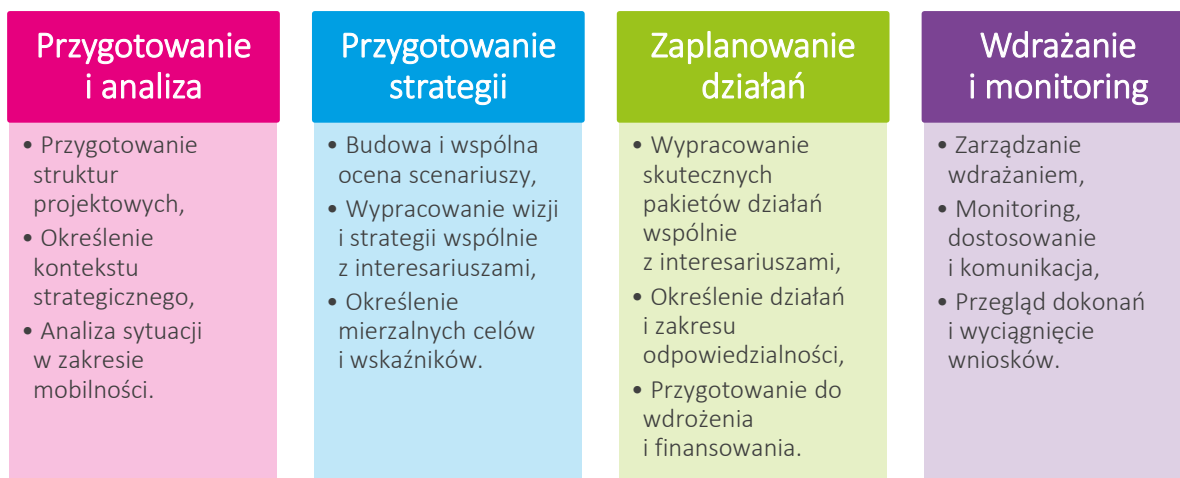 Przygotowanie
i analiza
• Przygotowanie
struktur
projektowych,
• Określenie
kontekstu
strategicznego,
• Analiza sytuacji
w zakresie
mobilności.
Przygotowanie
strategii
• Budowa i wspólna
ocena scenariuszy,
• Wypracowanie wizji
i strategii wspólnie
z interesariuszami,
• Określenie
mierzalnych celów
i wskaźników.
Zaplanowanie
działań
• Wypracowanie
skutecznych
pakietów działań
wspólnie
z interesariuszami,
• Określenie działań
i zakresu
odpowiedzialności,
• Przygotowanie do
wdrożenia
i finansowania.
Wdrażanie
i monitoring
• Zarządzanie
wdrażaniem,
• Monitoring,
dostosowanie
i komunikacja,
• Przegląd dokonań
i wyciągnięcie
wniosków.